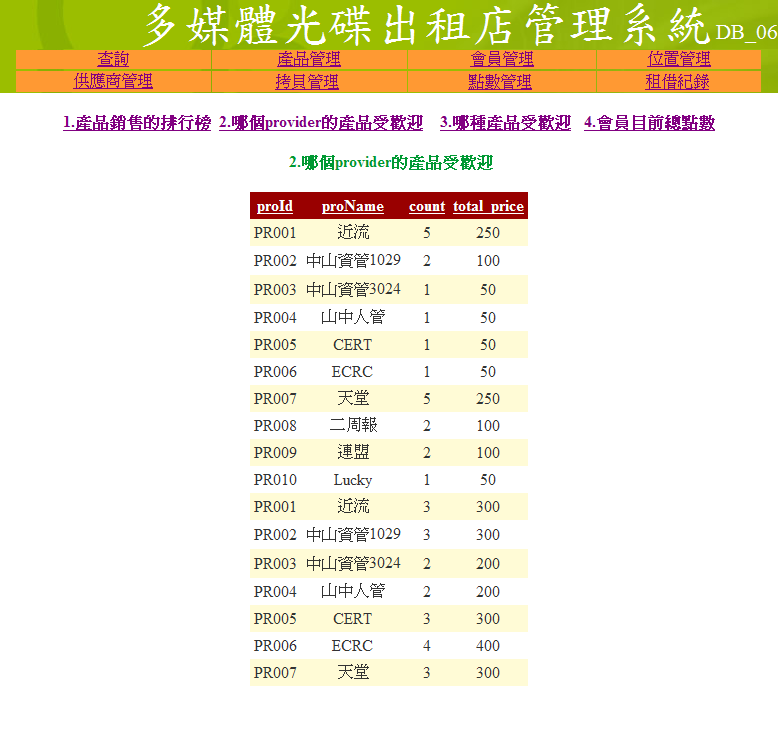 多媒體光碟出租店管理系統 DB_06
查詢 產品管理 會員管理 位置管理
供應商管理 拷貝管理 點數管理 租借紀錄
1.產品銷售的排行榜 2.哪個provider的產品受歡迎 3.哪種產品受歡迎 4.會員目前總點數
2.哪個provider的產品受歡迎
proId proName count total_price
PR001 近流 5 250
PR002 中山資管1029 2 100
PR003 中山資管3024 1 50
PR004 山中人管 1 50
PR005 CERT 1 50
PR006 ECRC 1 50
PR007 天堂 5 250
PR008 二周報 2 100
PR009 連盟 2 100
PR010 Lucky 1 50
PR001 近流 3 300
PR002 中山資管1029 3 300
PR003 中山資管3024 2 200
PR004 山中人管 2 200
PR005 CERT 3 300
PR006 ECRC 4 400
PR007 天堂 3 300